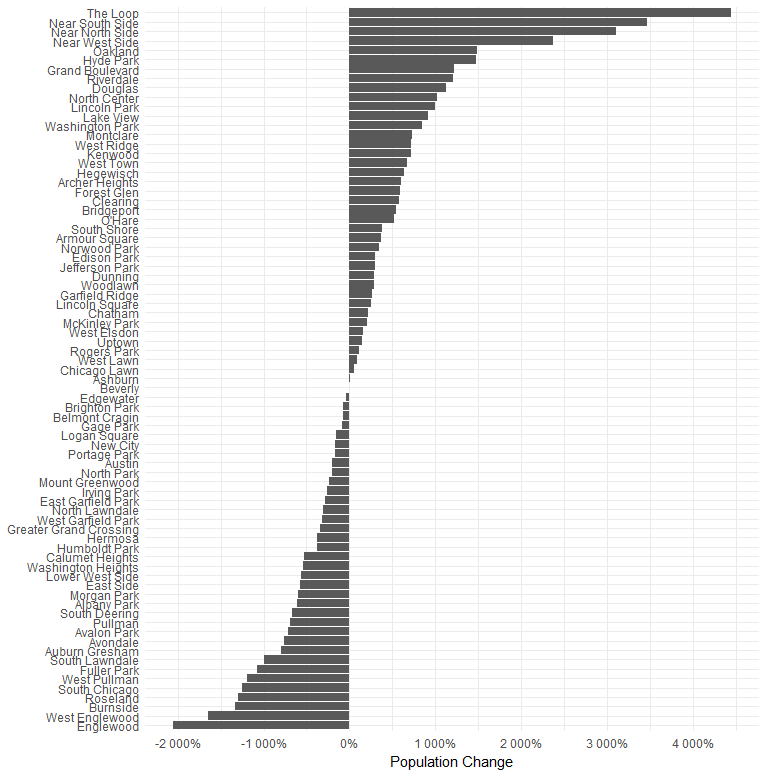 The Loop
Near South Side
Near North Side
Near West Side
Oakland
Hyde Park
Grand Boulevard
Riverdale
Douglas
North Center
Lincoln Park
Lake View
Washington Park
Montclare
West Ridge
Kenwood
West Town
Hegewisch
Archer Heights
Forest Glen
Clearing
Bridgeport
O'Hare
South Shore
Armour Square
Norwood Park
Edison Park
Jefferson Park
Dunning
Woodlawn
Garfield Ridge
Lincoln Square
Chatham
McKinley Park
West Elsdon
Uptown
Rogers Park
West Lawn
Chicago Lawn
Ashburn
Beverly
Edgewater
Brighton Park
Belmont Cragin
Gage Park
Logan Square
New City
Portage Park
Austin
North Park
Mount Greenwood
Irving Park
East Garfield Park
North Lawndale
West Garfield Park
Greater Grand Crossing
Hermosa
Humboldt Park
Calumet Heights
Washington Heights
Lower West Side
East Side
Morgan Park
Albany Park
South Deering
Pullman
Avalon Park
Avondale
Auburn Gresham
South Lawndale
Fuller Park
West Pullman
South Chicago
Roseland
Burnside
West Englewood
Englewood
-2 000% -1 000% 0% 1 000% 2 000% 3 000% 4 000%
Population Change